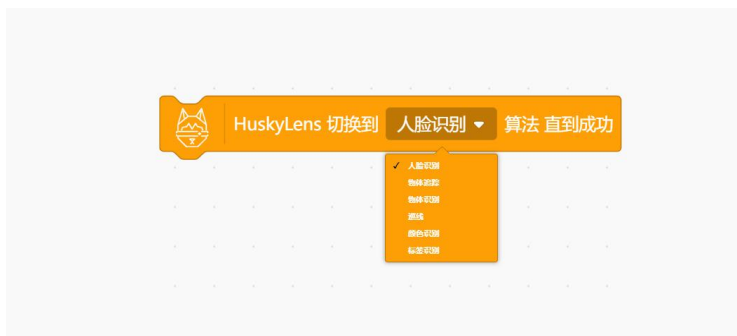 HuskyLens 切换到 人脸识别 算法 直到成功
✓ 人脸识别
物体追踪
物体识别
巡线
颜色识别
标签识别